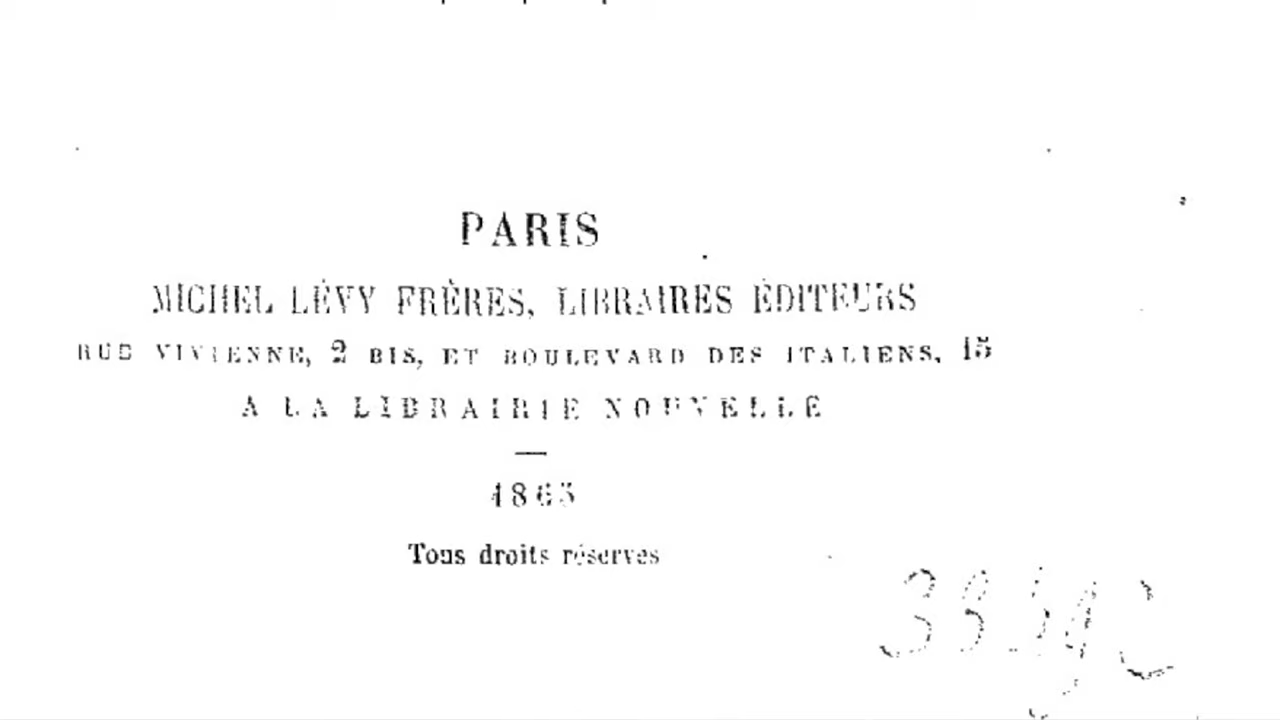 PARIS
MICHEL LÉVY FRÈRES, LIBRAIRES ÉDITEURS
RUE VIVIENNE, 2 BIS, ET BOULEVARD DES ITALIENS, 15
A LA LIBRAIRIE NOUVELLE
—
Tous droits réservés